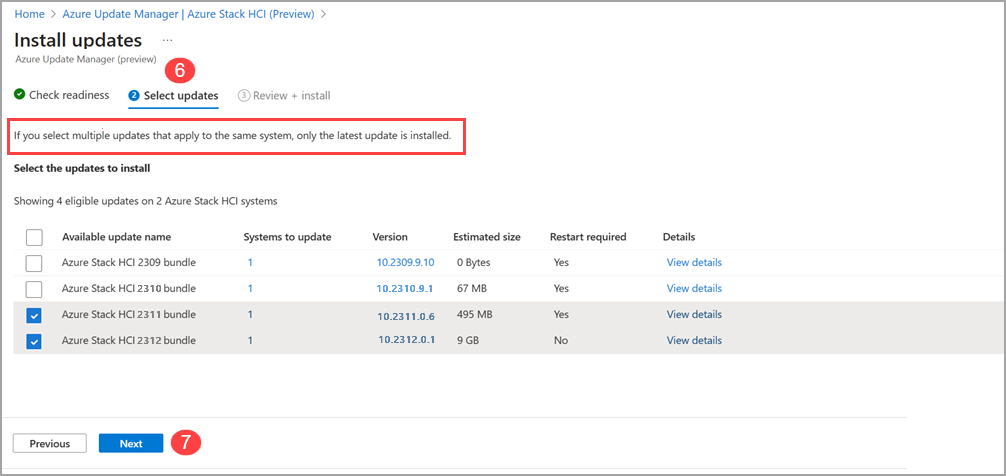 Home > Azure Update Manager | Azure Stack HCI (Preview) >
Install updates ...
Azure Update Manager (preview)
6
Check readiness 2 Select updates 3 Review + install
If you select multiple updates that apply to the same system, only the latest update is installed.
Select the updates to install
Showing 4 eligible updates on 2 Azure Stack HCI systems
Available update name Systems to update Version Estimated size Restart required Details
Azure Stack HCI 2309 bundle 1 10.2309.9.10 0 Bytes Yes View details
Azure Stack HCI 2310 bundle 1 10.2310.9.1 67 MB Yes View details
Azure Stack HCI 2311 bundle 1 10.2311.0.6 495 MB Yes View details
Azure Stack HCI 2312 bundle 1 10.2312.0.1 9 GB No View details
Previous Next 7